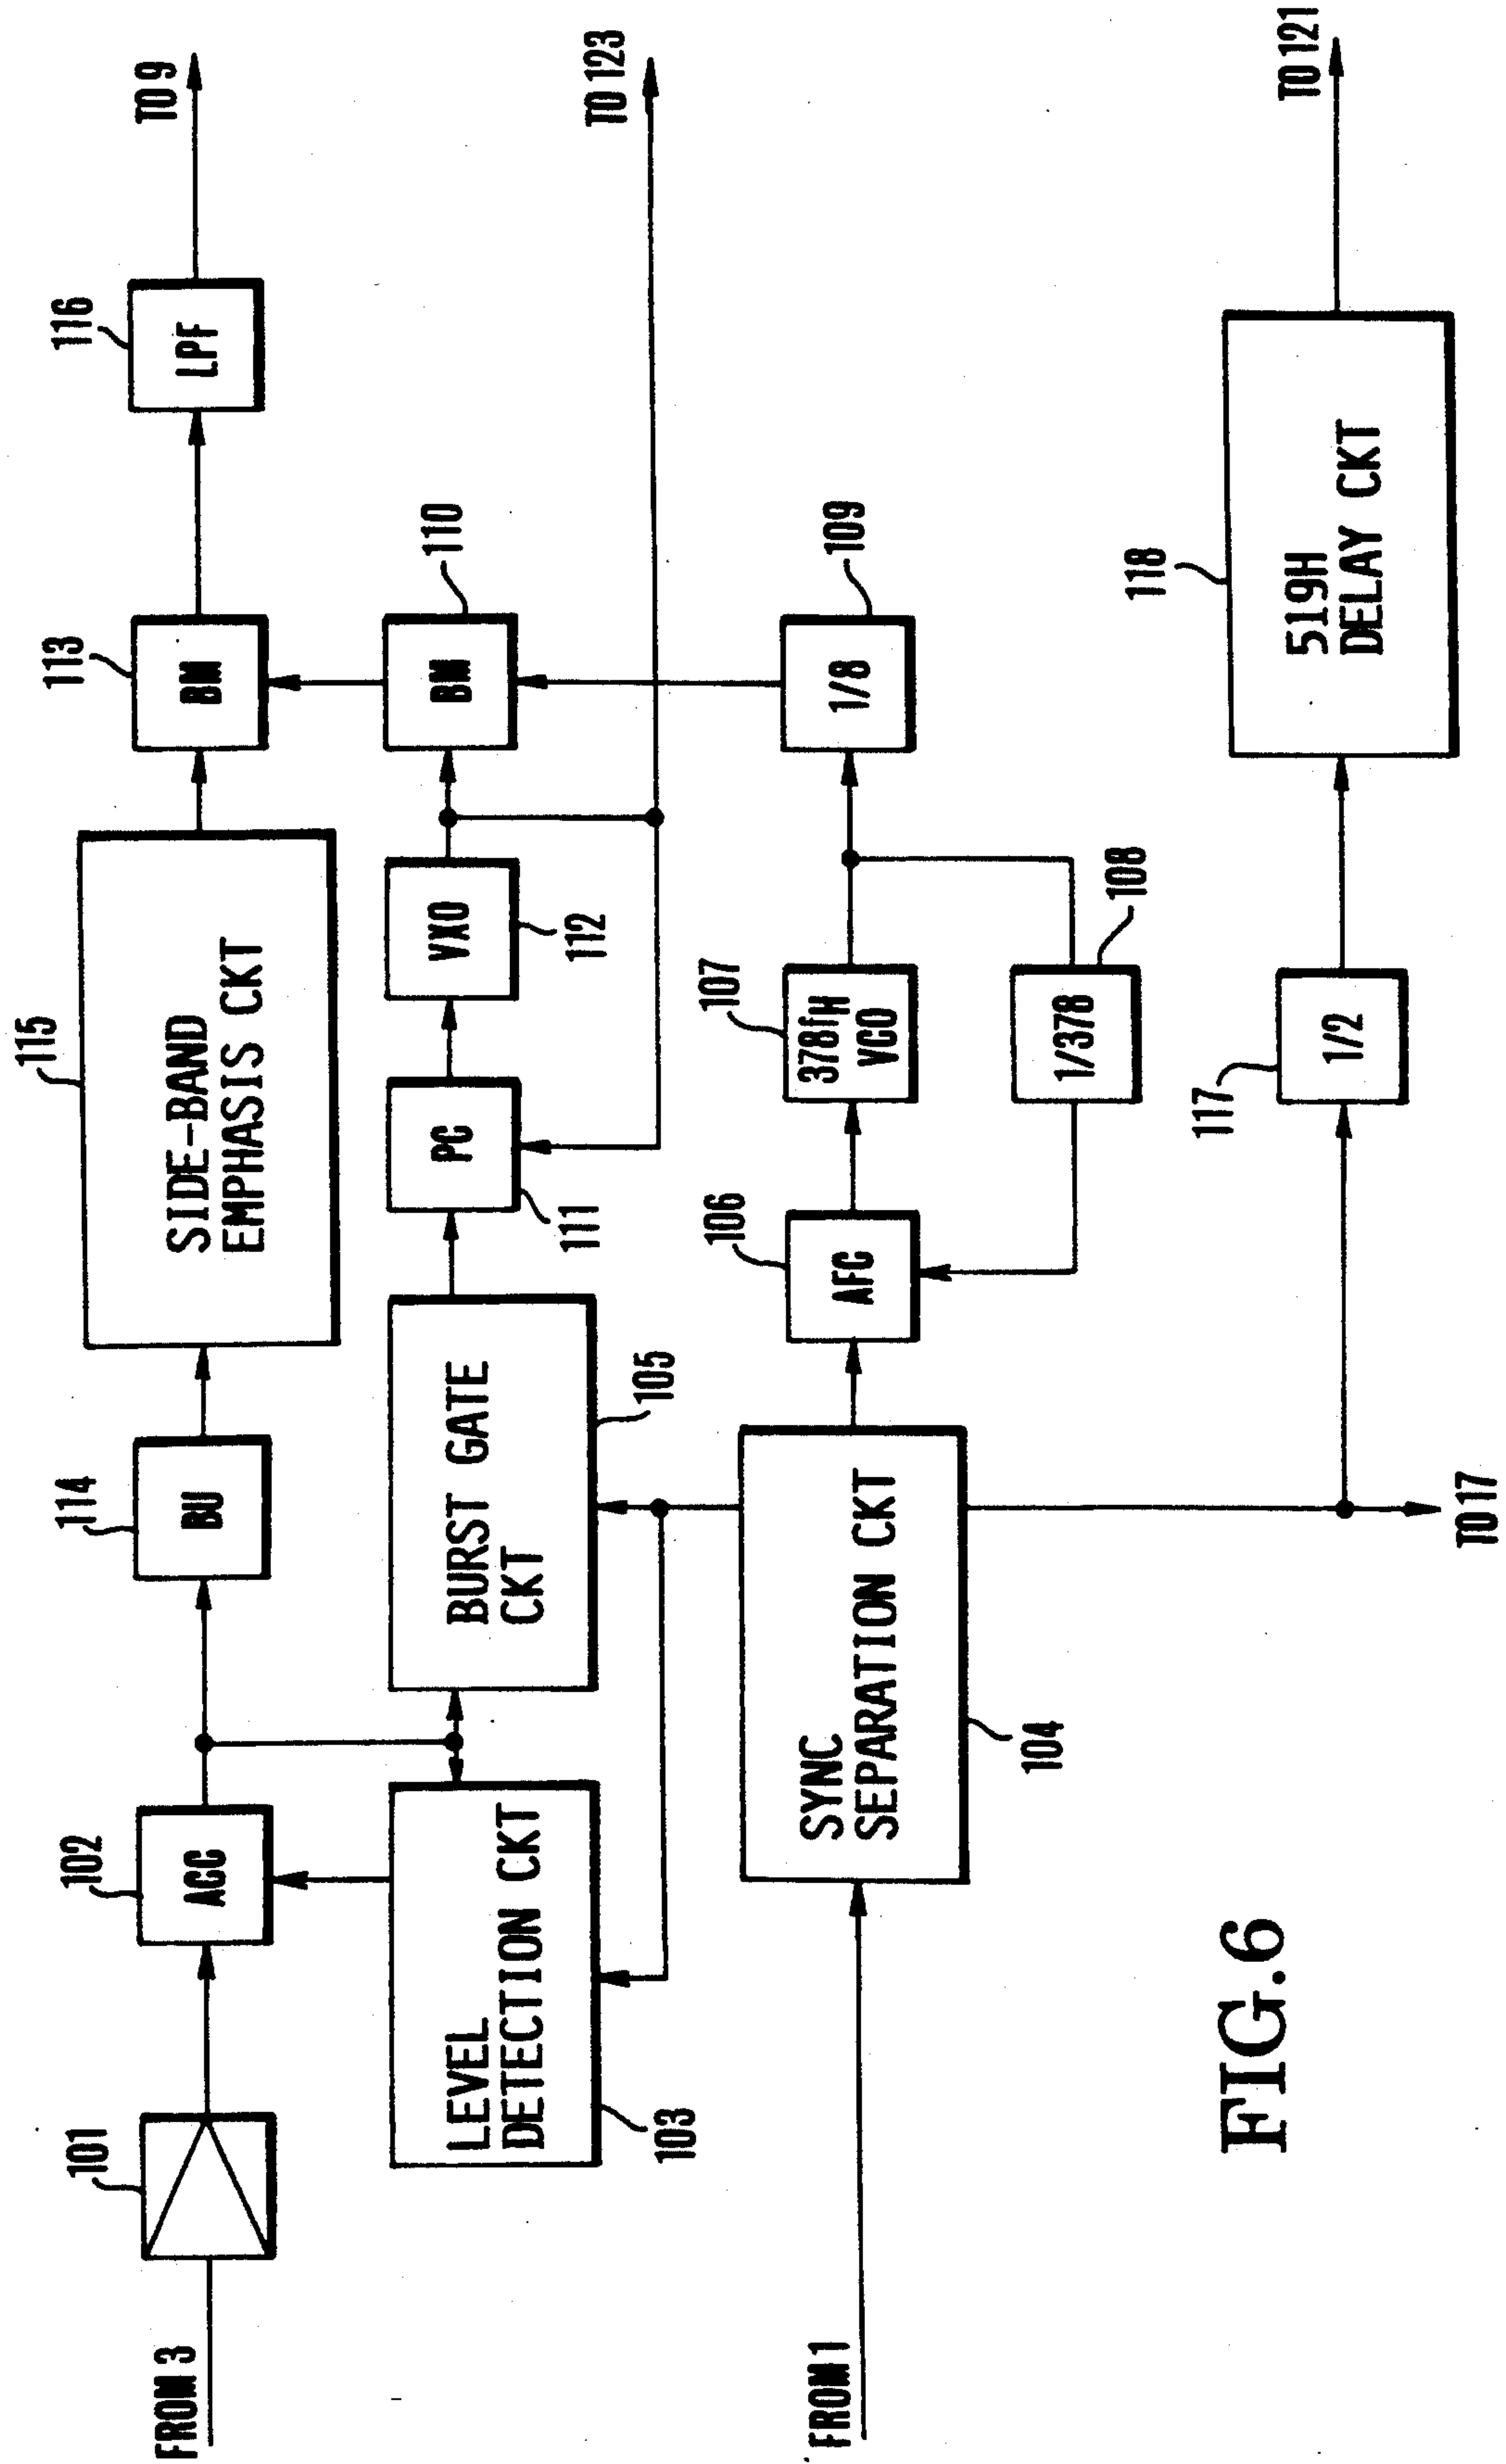 FROM 3
101
102
ACC
114
BU
115
SIDE-BAND
EMPHASIS CKT
113
BM
116
LPF
TO 9
LEVEL
DETECTION CKT
103
BURST GATE
CKT
105
PC
111
VXO
112
BM
110
TO 123
FROM 1
SYNC
SEPARATION CKT
104
106
AFC
107
378fH
VCO
1/378
108
1/8
109
TO 17
117
1/2
118
519H
DELAY CKT
TO 121
FIG.6